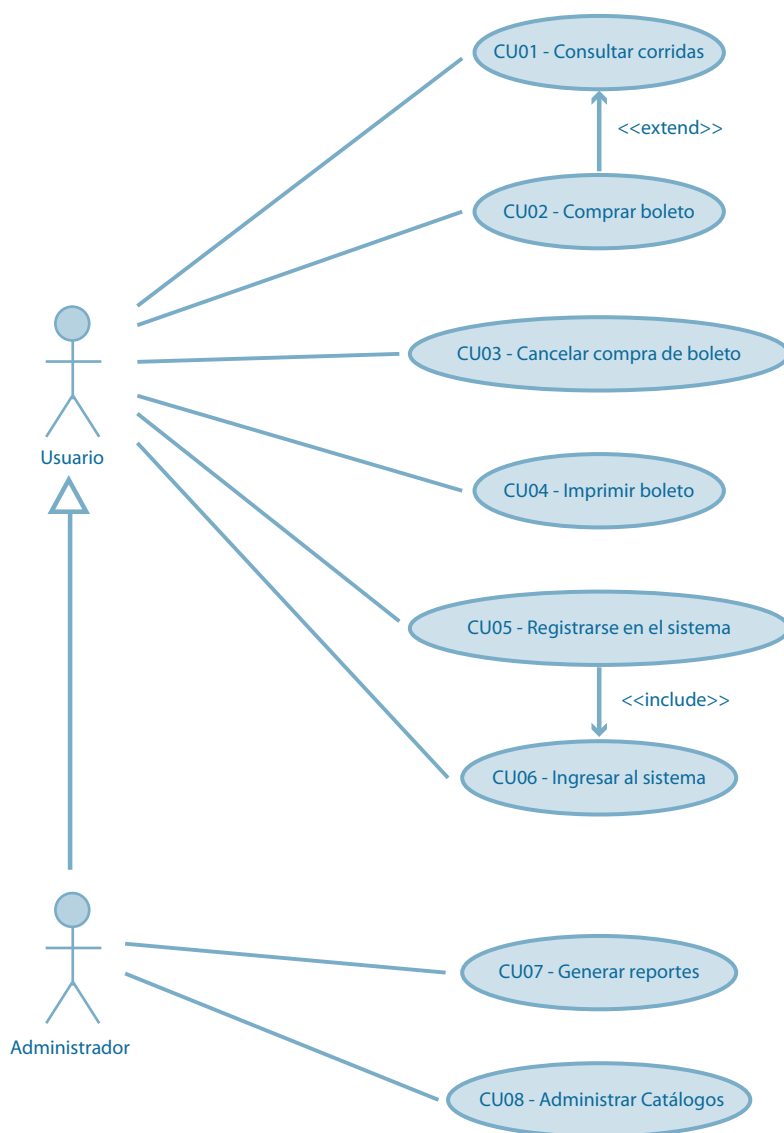 CU01 - Consultar corridas
<<extend>>
CU02 - Comprar boleto
CU03 - Cancelar compra de boleto
Usuario
CU04 - Imprimir boleto
CU05 - Registrarse en el sistema
<<include>>
CU06 - Ingresar al sistema
CU07 - Generar reportes
Administrador
CU08 - Administrar Catálogos